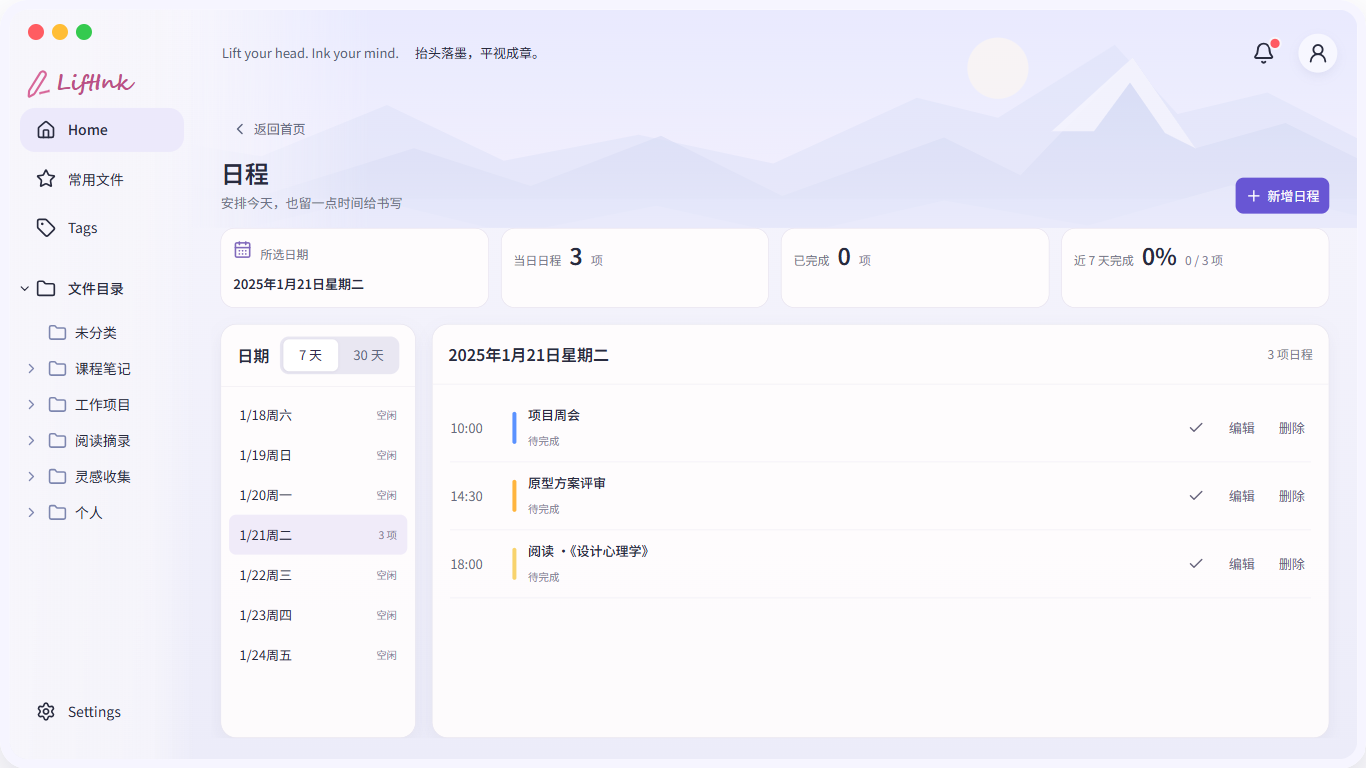 Lift your head. Ink your mind. 抬头落墨，平视成章。
LiftInk
Home
常用文件
Tags
文件目录
未分类
课程笔记
工作项目
阅读摘录
灵感收集
个人
Settings
返回首页
日程
安排今天，也留一点时间给书写
新增日程
所选日期
2025年1月21日星期二
当日日程 3 项
已完成 0 项
近 7 天完成 0% 0 / 3 项
日期 7 天 30 天
1/18周六 空闲
1/19周日 空闲
1/20周一 空闲
1/21周二 3 项
1/22周三 空闲
1/23周四 空闲
1/24周五 空闲
2025年1月21日星期二 3 项日程
10:00 项目周会 编辑 删除
待完成
14:30 原型方案评审 编辑 删除
待完成
18:00 阅读 ·《设计心理学》 编辑 删除
待完成